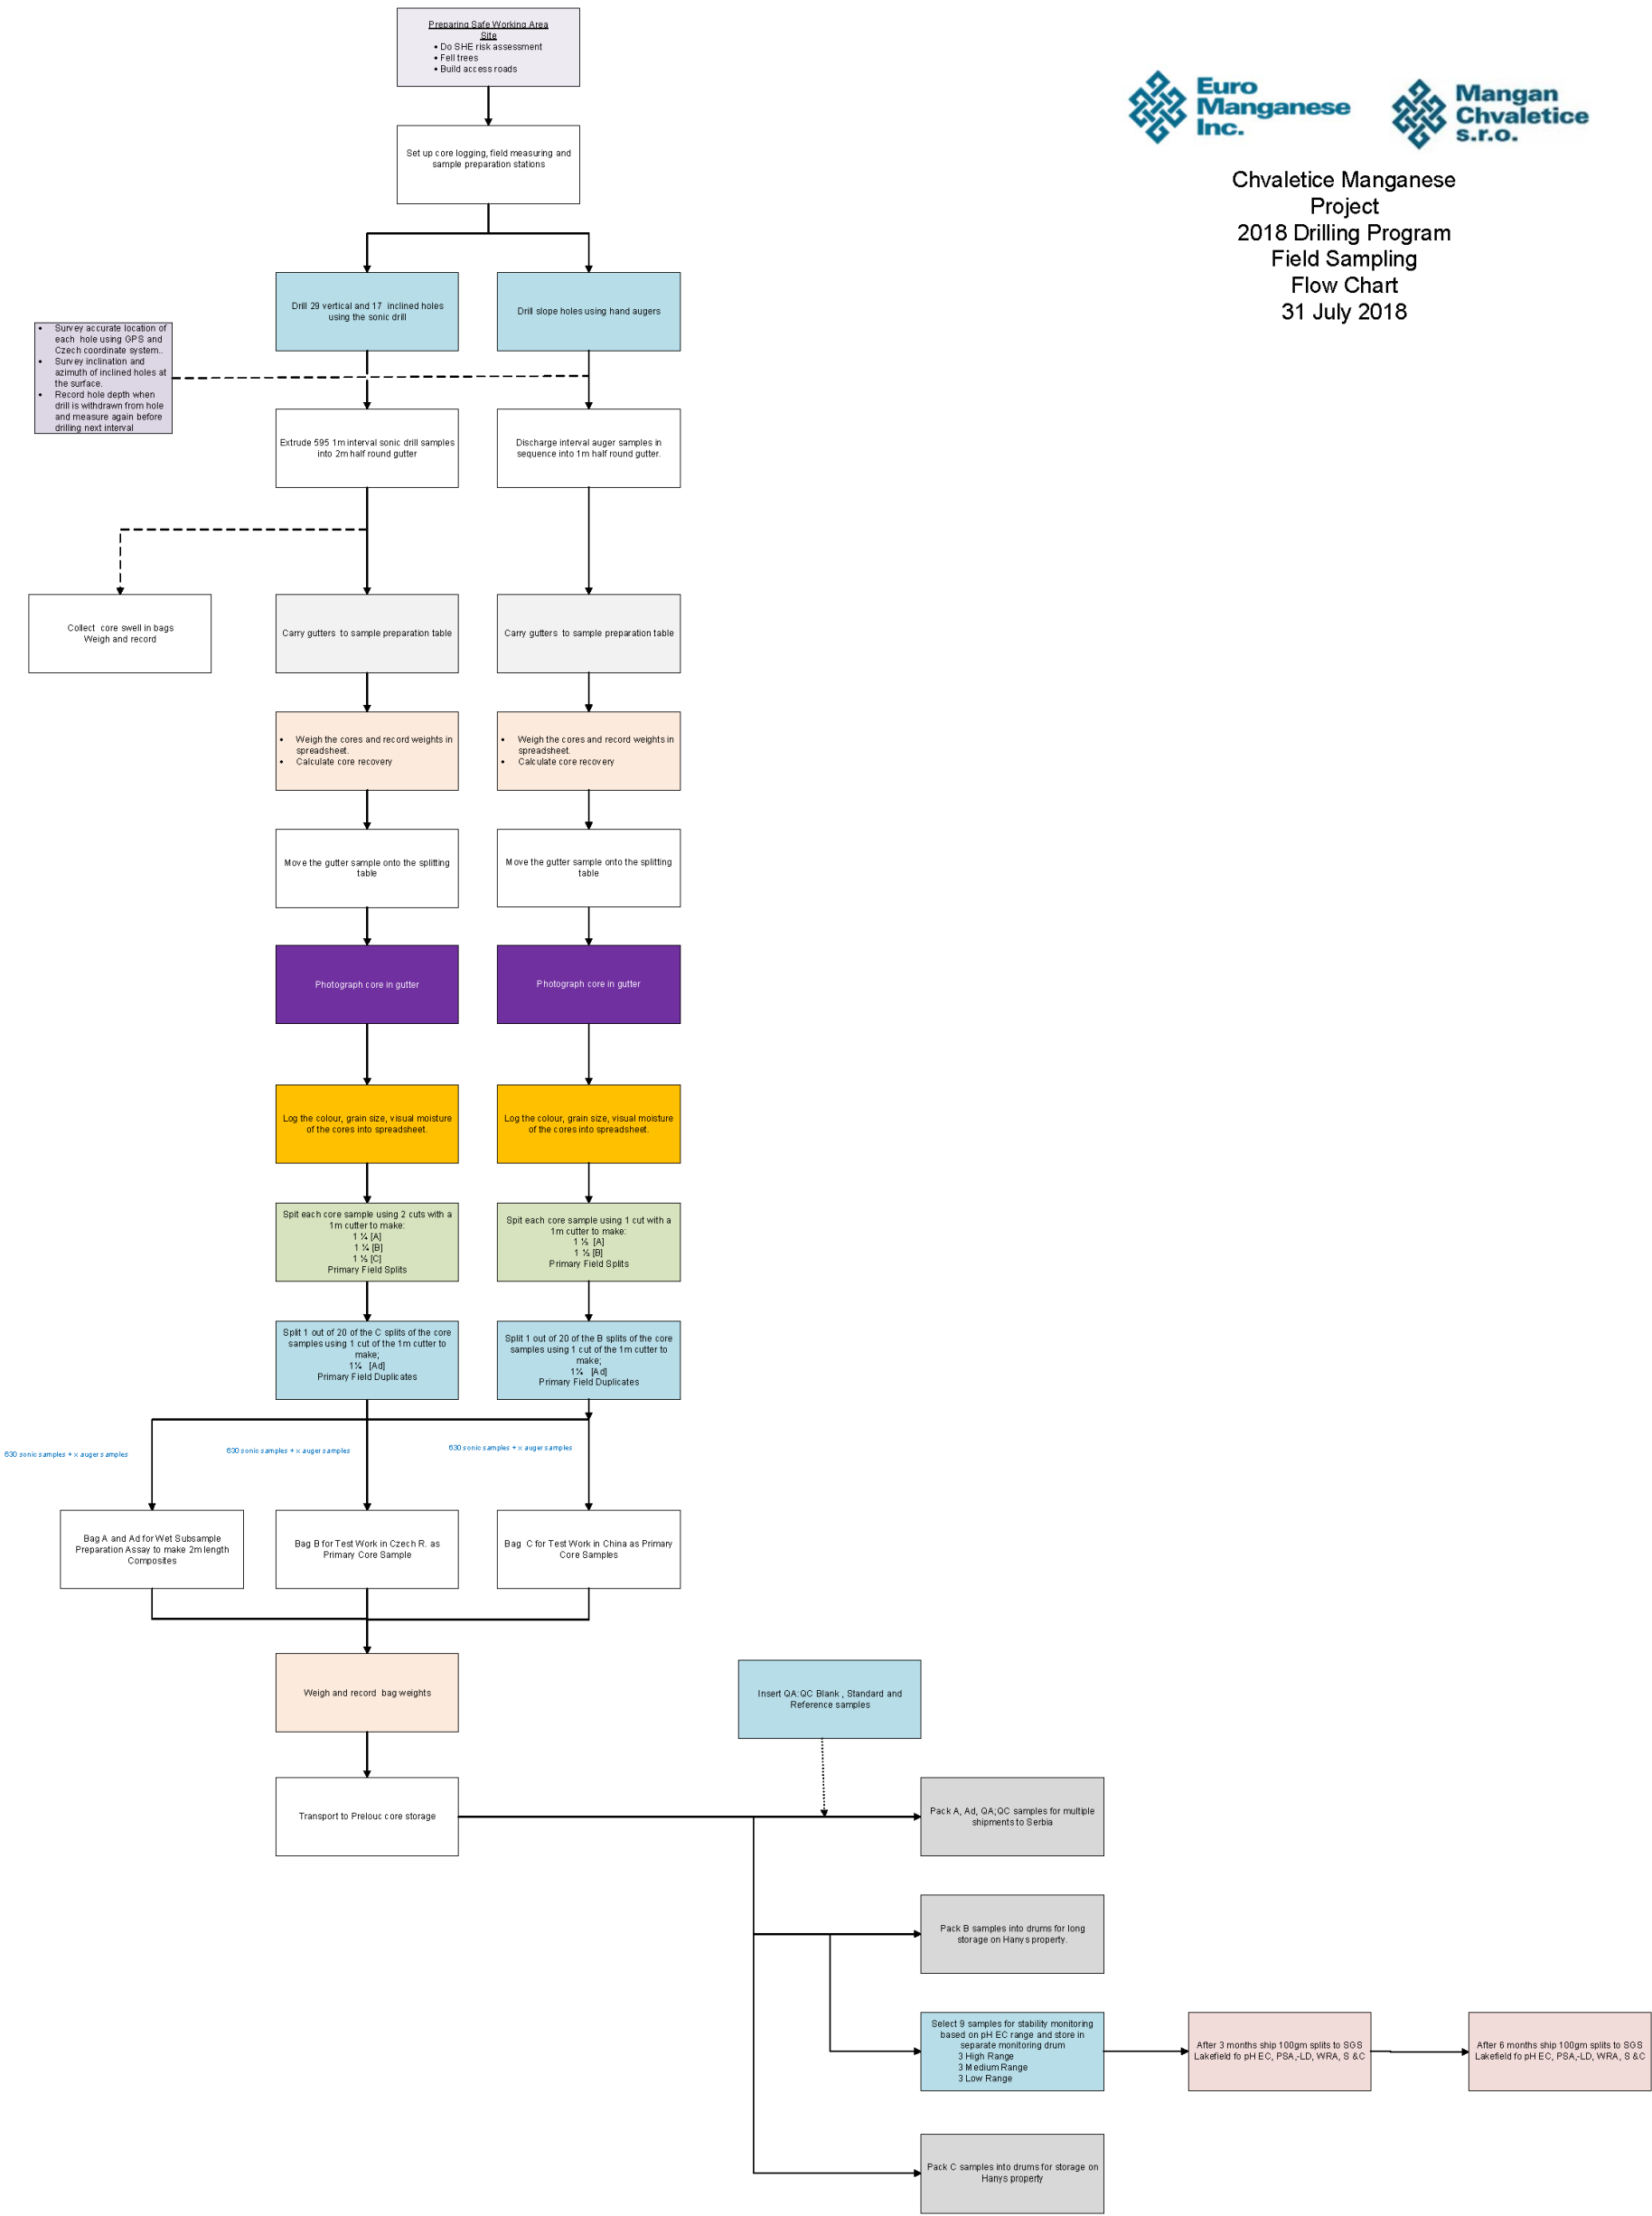 Preparing Safe Working Area
Site
• Do SHE risk assessment
• Fell trees
• Build access roads
Euro
Manganese
Inc.
Mangan
Chvaletice
s.r.o.
Chvaletice Manganese
Project
2018 Drilling Program
Field Sampling
Flow Chart
31 July 2018
Set up core logging, field measuring and
sample preparation stations
Drill 29 vertical and 17 inclined holes
using the sonic drill
Drill slope holes using hand augers
• Survey accurate location of
each hole using GPS and
Czech coordinate system..
• Survey inclination and
azimuth of inclined holes at
the surface.
• Record hole depth when
drill is withdrawn from hole
and measure again before
drilling next interval
Extrude 595 1m interval sonic drill samples
into 2m half round gutter
Discharge interval auger samples in
sequence into 1m half round gutter.
Collect core swell in bags
Weigh and record
Carry gutters to sample preparation table
Carry gutters to sample preparation table
• Weigh the cores and record weights in
spreadsheet.
• Calculate core recovery
• Weigh the cores and record weights in
spreadsheet.
• Calculate core recovery
Move the gutter sample onto the splitting
table
Move the gutter sample onto the splitting
table
Photograph core in gutter
Photograph core in gutter
Log the colour, grain size, visual moisture
of the cores into spreadsheet.
Log the colour, grain size, visual moisture
of the cores into spreadsheet.
Spit each core sample using 2 cuts with a
1m cutter to make:
1 ¼ [A]
1 ¼ [B]
1 ½ [C]
Primary Field Splits
Spit each core sample using 1 cut with a
1m cutter to make:
1 ½ [A]
1 ½ [B]
Primary Field Splits
Split 1 out of 20 of the C splits of the core
samples using 1 cut of the 1m cutter to
make;
1¼ [Ad]
Primary Field Duplicates
Split 1 out of 20 of the B splits of the core
samples using 1 cut of the 1m cutter to
make;
1¼ [Ad]
Primary Field Duplicates
630 sonic samples + x auger samples
630 sonic samples + x auger samples
630 sonic samples + x auger samples
Bag A and Ad for Wet Subsample
Preparation Assay to make 2m length
Composites
Bag B for Test Work in Czech R. as
Primary Core Sample
Bag C for Test Work in China as Primary
Core Samples
Weigh and record bag weights
Insert QA:QC Blank , Standard and
Reference samples
Transport to Prelouc core storage
Pack A, Ad, QA;QC samples for multiple
shipments to Serbia
Pack B samples into drums for long
storage on Hanys property.
Select 9 samples for stability monitoring
based on pH EC range and store in
separate monitoring drum
3 High Range
3 Medium Range
3 Low Range
After 3 months ship 100gm splits to SGS
Lakefield fo pH EC, PSA,-LD, WRA, S &C
After 6 months ship 100gm splits to SGS
Lakefield fo pH EC, PSA,-LD, WRA, S &C
Pack C samples into drums for storage on
Hanys property